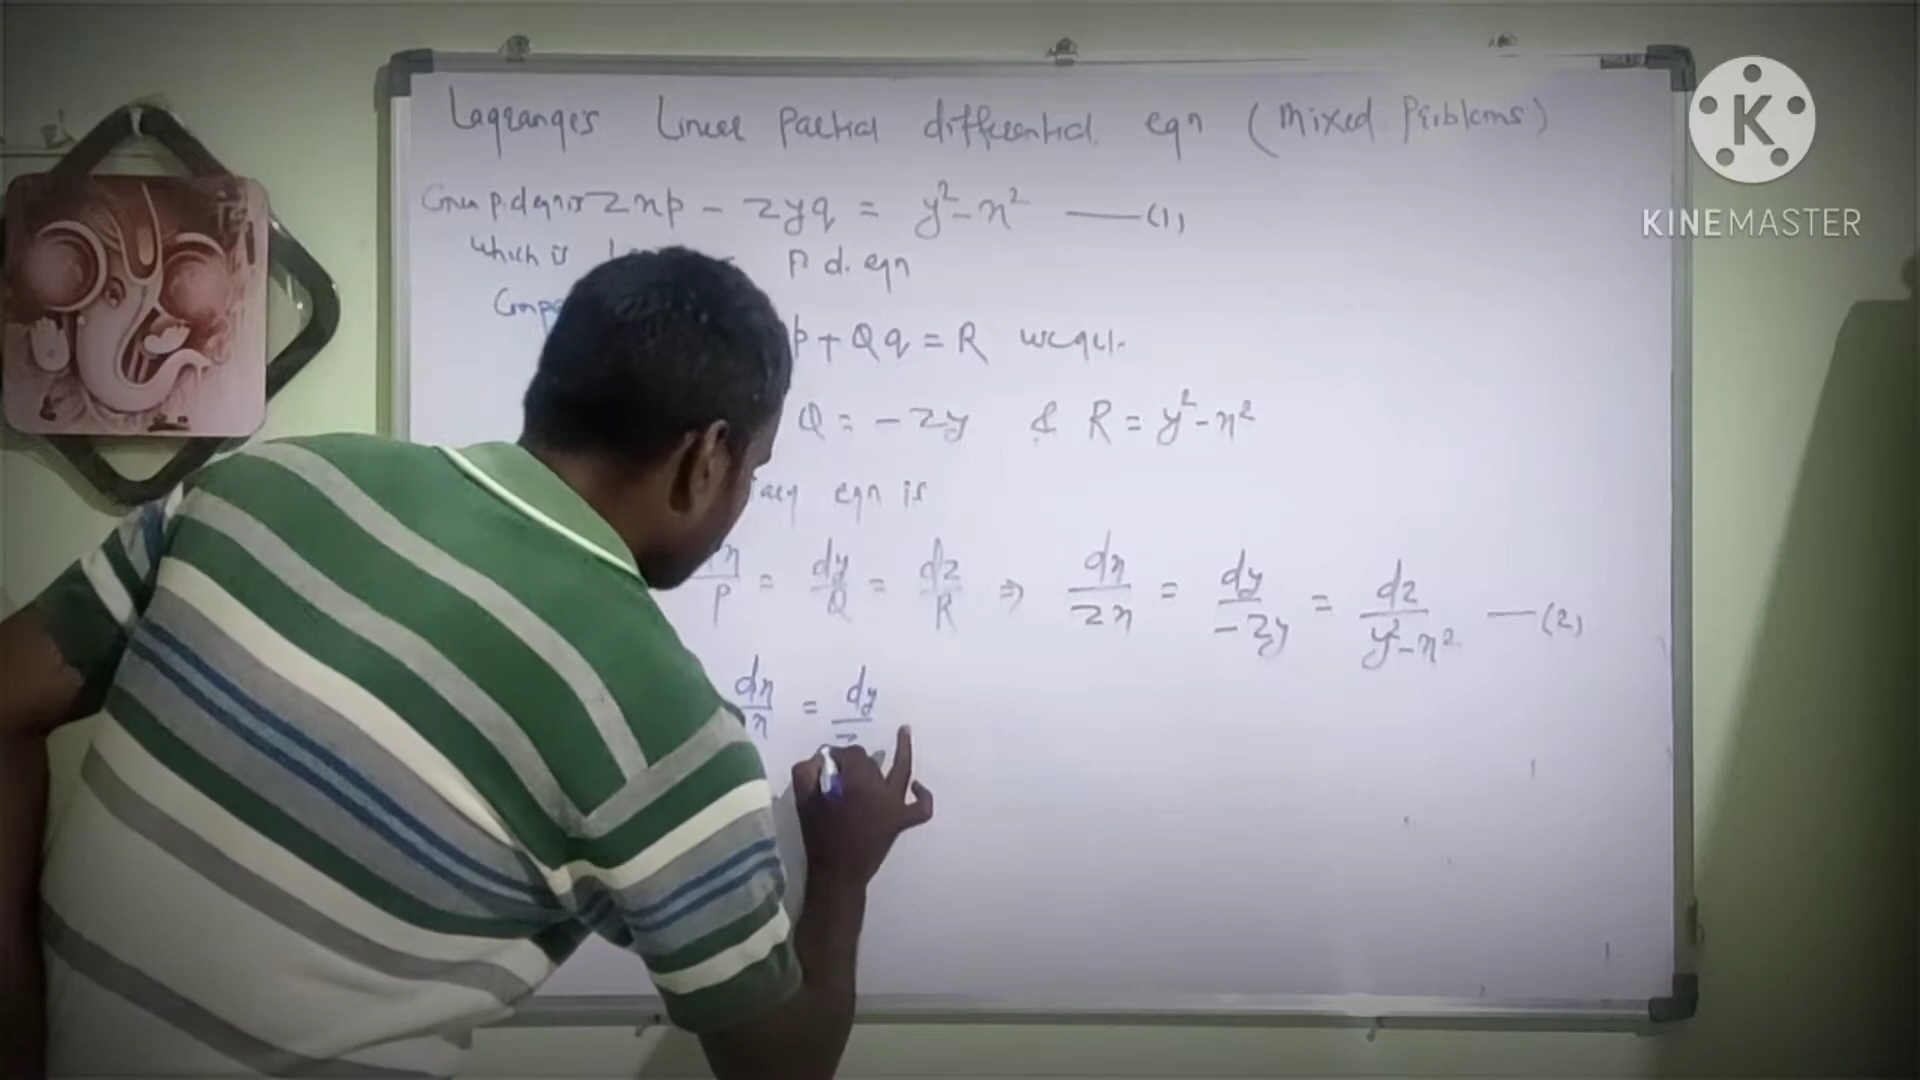 Lagrange's Linear Partial differential eqn (Mixed Problems)
Given p.d eqn is zxp - zyq = y² - x² —(1)
which is P. d. eqn
p + Qq = R we get
Q = -zy & R = y² - x²
eqn is
P = dy/Q = dz/R ⇒ dx/zx = dy/-zy = dz/y²-x² —(2)
dx/x = dy/-
K
KINEMASTER